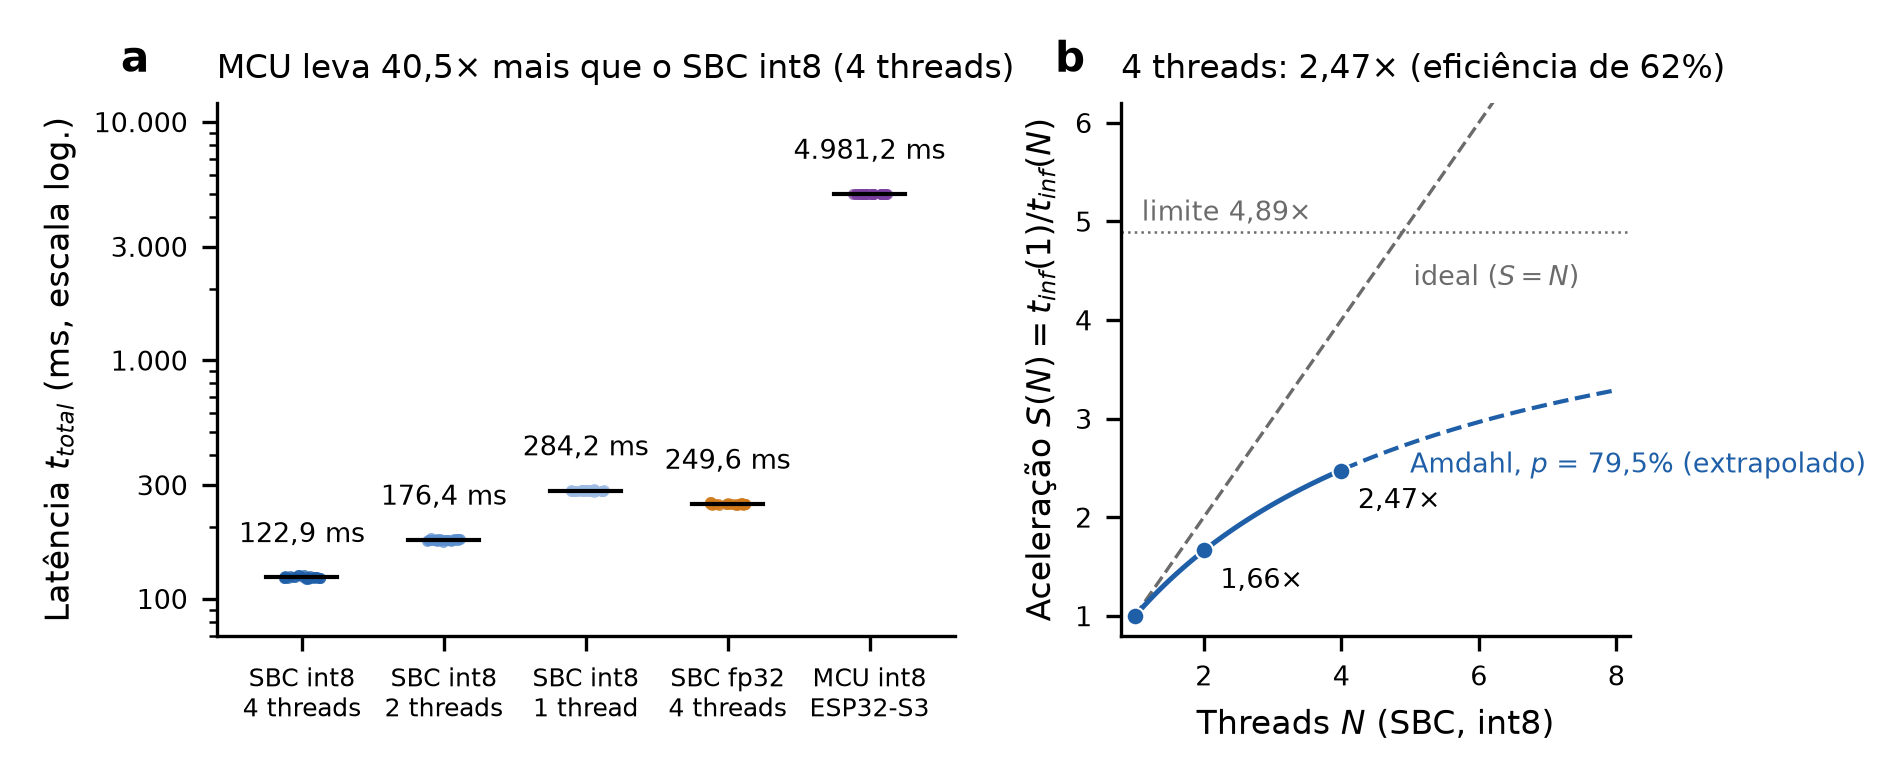 a
MCU leva 40,5× mais que o SBC int8 (4 threads)
Latência t_total (ms, escala log.)
10.000
3.000
1.000
300
100
122,9 ms
176,4 ms
284,2 ms
249,6 ms
4.981,2 ms
SBC int8
4 threads
SBC int8
2 threads
SBC int8
1 thread
SBC fp32
4 threads
MCU int8
ESP32-S3
b
4 threads: 2,47× (eficiência de 62%)
Aceleração S(N) = t_inf(1)/t_inf(N)
6
5
4
3
2
1
limite 4,89×
ideal (S = N)
Amdahl, p = 79,5% (extrapolado)
2,47×
1,66×
2
4
6
8
Threads N (SBC, int8)